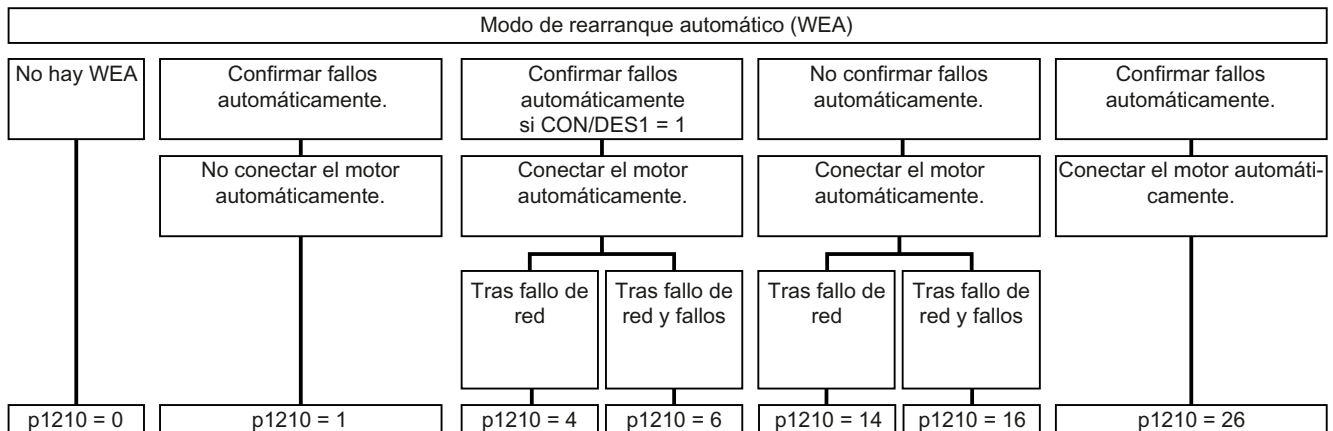 Modo de rearranque automático (WEA)
No hay WEA
Confirmar fallos
automáticamente.
Confirmar fallos
automáticamente
si CON/DES1 = 1
No confirmar fallos
automáticamente.
Confirmar fallos
automáticamente.
No conectar el motor
automáticamente.
Conectar el motor
automáticamente.
Conectar el motor
automáticamente.
Conectar el motor automáti-
camente.
Tras fallo de
red
Tras fallo de
red y fallos
Tras fallo de
red
Tras fallo de
red y fallos
p1210 = 0
p1210 = 1
p1210 = 4
p1210 = 6
p1210 = 14
p1210 = 16
p1210 = 26